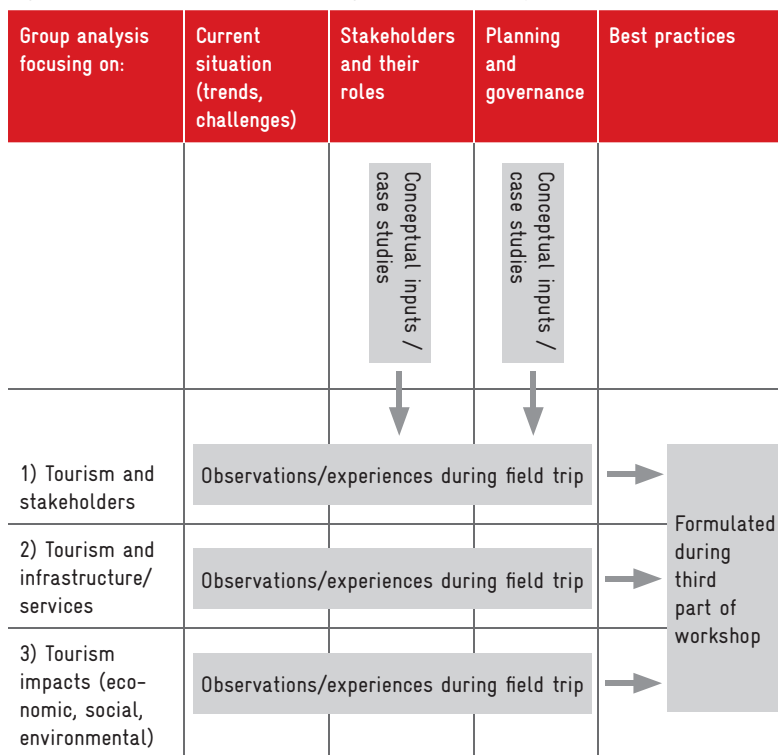 Group analysis
focusing on:
Current
situation
(trends,
challenges)
Stakeholders
and their
roles
Planning
and
governance
Best practices
Conceptual inputs /
case studies
Conceptual inputs /
case studies
1) Tourism and
stakeholders
Observations/experiences during field trip
2) Tourism and
infrastructure/
services
Observations/experiences during field trip
3) Tourism
impacts (eco-
nomic, social,
environmental)
Observations/experiences during field trip
Formulated
during
third
part of
workshop